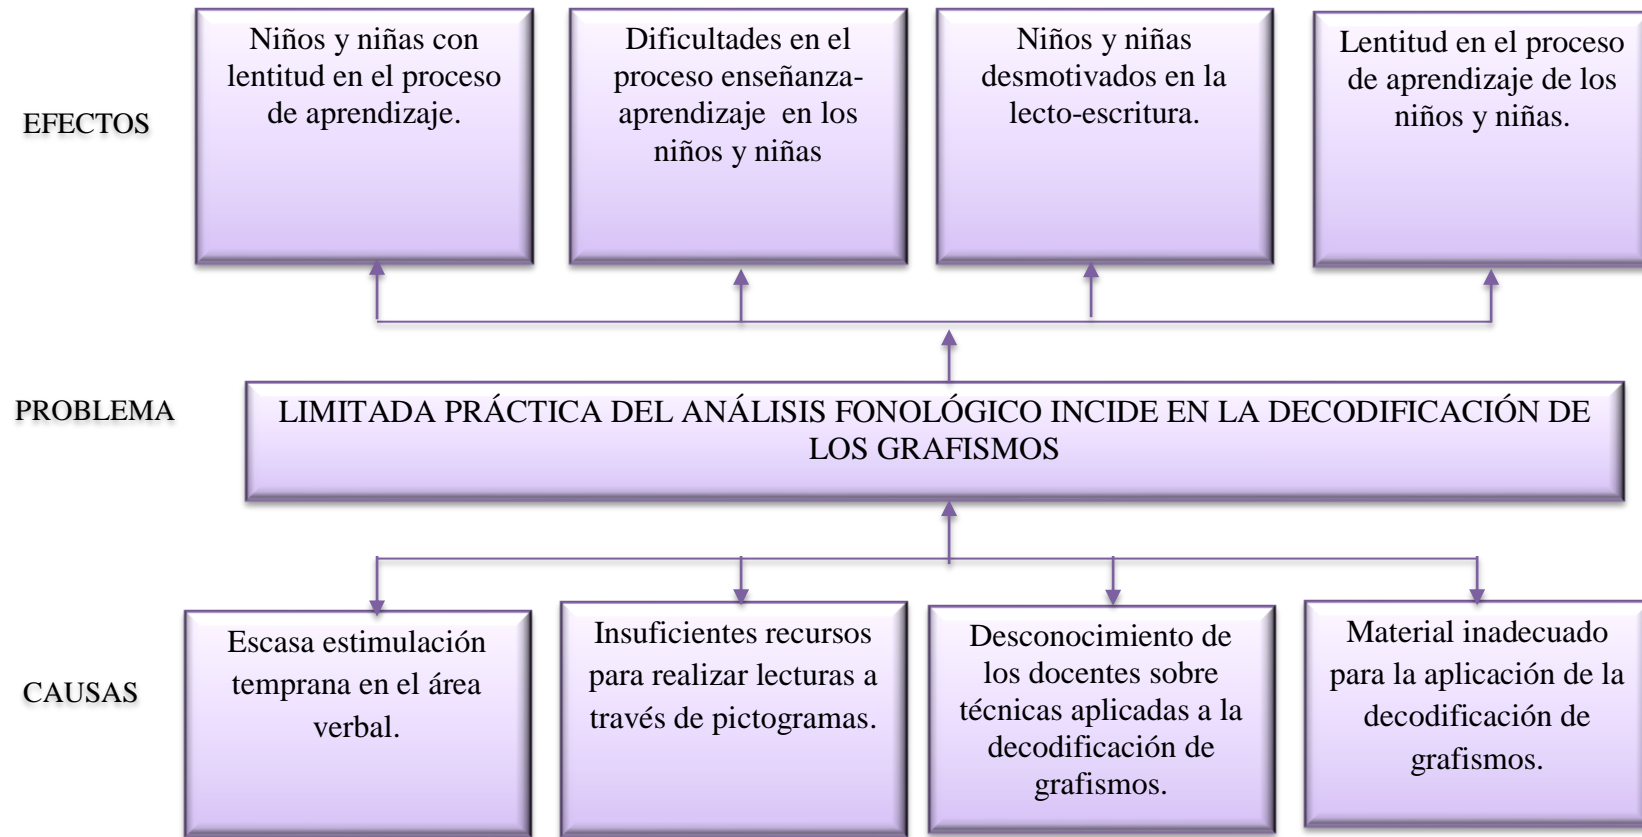 EFECTOS
Niños y niñas con
lentitud en el proceso
de aprendizaje.
Dificultades en el
proceso enseñanza-
aprendizaje en los
niños y niñas
Niños y niñas
desmotivados en la
lecto-escritura.
Lentitud en el proceso
de aprendizaje de los
niños y niñas.
PROBLEMA
LIMITADA PRÁCTICA DEL ANÁLISIS FONOLÓGICO INCIDE EN LA DECODIFICACIÓN DE
LOS GRAFISMOS
CAUSAS
Escasa estimulación
temprana en el área
verbal.
Insuficientes recursos
para realizar lecturas a
través de pictogramas.
Desconocimiento de
los docentes sobre
técnicas aplicadas a la
decodificación de
grafismos.
Material inadecuado
para la aplicación de la
decodificación de
grafismos.